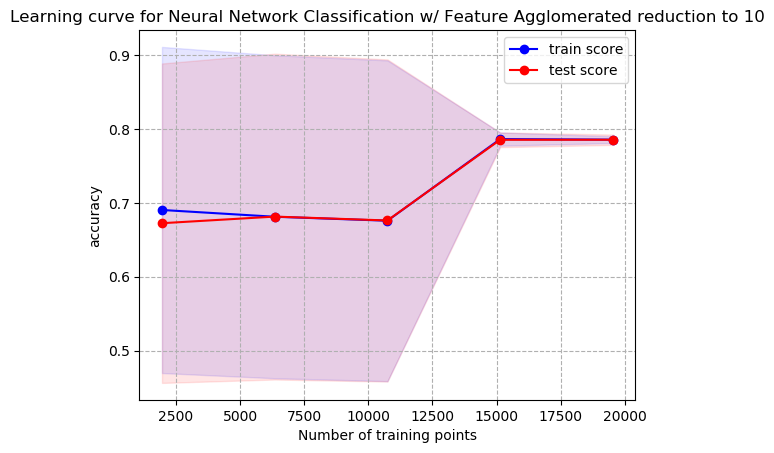 Learning curve for Neural Network Classification w/ Feature Agglomerated reduction to 10
train score
test score
0.9
0.8
0.7
0.6
0.5
accuracy
2500 5000 7500 10000 12500 15000 17500 20000
Number of training points